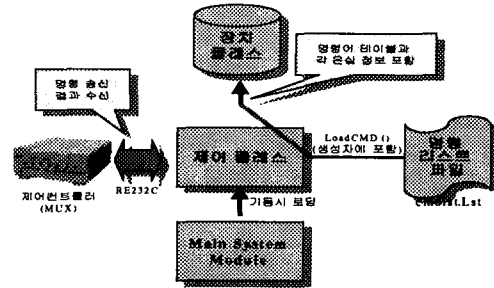 장치
클래스
명령어 테이블과
각 온실 정보 포함
명령 송신
결과 수신
LoadCMD ()
(생성자에 포함)
명령
리스트
파일
제어 클래스
RE232C
제어컨트롤러
(MUX)
기동시 로딩
Main System
Module